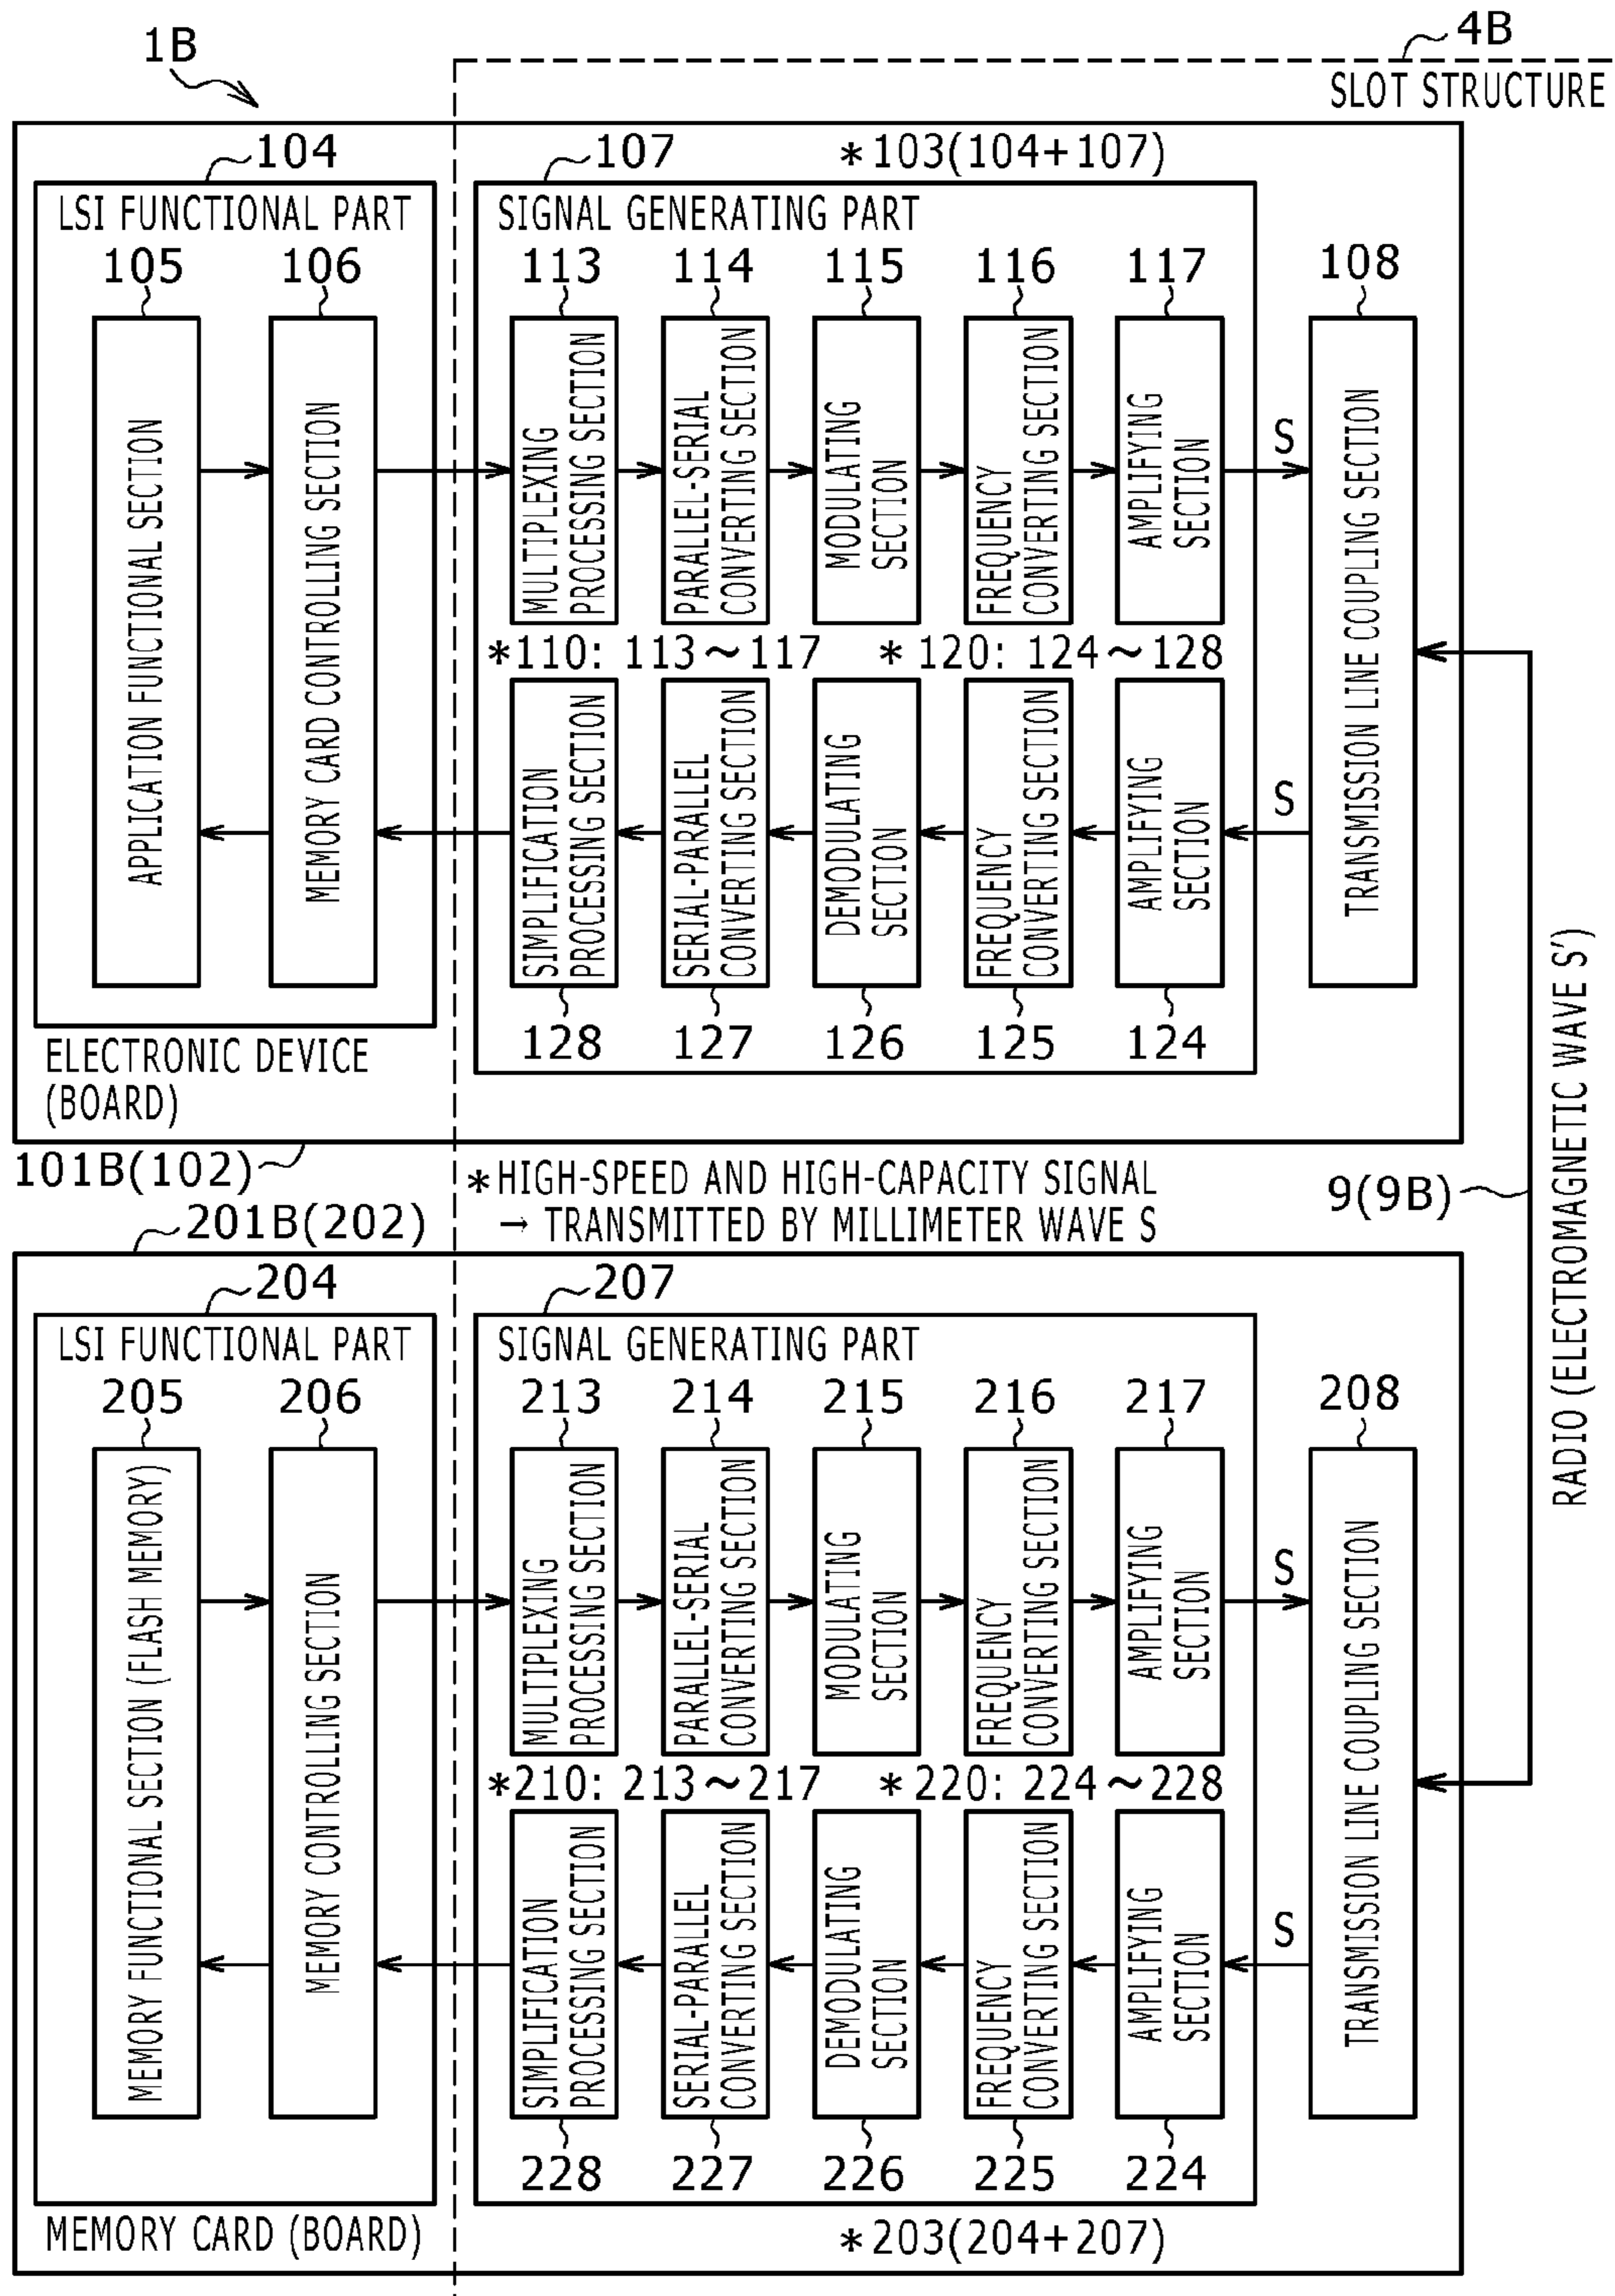 1B
4B
SLOT STRUCTURE
104
107
*103(104+107)
LSI FUNCTIONAL PART
SIGNAL GENERATING PART
105
106
113
114
115
116
117
108
APPLICATION FUNCTIONAL SECTION
MEMORY CARD CONTROLLING SECTION
MULTIPLEXING
PROCESSING SECTION
PARALLEL-SERIAL
CONVERTING SECTION
MODULATING
SECTION
FREQUENCY
CONVERTING SECTION
AMPLIFYING
SECTION
S
TRANSMISSION LINE COUPLING SECTION
*110: 113~117
*120: 124~128
SIMPLIFICATION
PROCESSING SECTION
SERIAL-PARALLEL
CONVERTING SECTION
DEMODULATING
SECTION
FREQUENCY
CONVERTING SECTION
AMPLIFYING
SECTION
S
128
127
126
125
124
ELECTRONIC DEVICE
(BOARD)
101B(102)
*HIGH-SPEED AND HIGH-CAPACITY SIGNAL
→ TRANSMITTED BY MILLIMETER WAVE S
9(9B)
RADIO (ELECTROMAGNETIC WAVE S')
201B(202)
204
207
LSI FUNCTIONAL PART
SIGNAL GENERATING PART
205
206
213
214
215
216
217
208
MEMORY FUNCTIONAL SECTION (FLASH MEMORY)
MEMORY CONTROLLING SECTION
MULTIPLEXING
PROCESSING SECTION
PARALLEL-SERIAL
CONVERTING SECTION
MODULATING
SECTION
FREQUENCY
CONVERTING SECTION
AMPLIFYING
SECTION
S
TRANSMISSION LINE COUPLING SECTION
*210: 213~217
*220: 224~228
SIMPLIFICATION
PROCESSING SECTION
SERIAL-PARALLEL
CONVERTING SECTION
DEMODULATING
SECTION
FREQUENCY
CONVERTING SECTION
AMPLIFYING
SECTION
S
228
227
226
225
224
MEMORY CARD (BOARD)
*203(204+207)